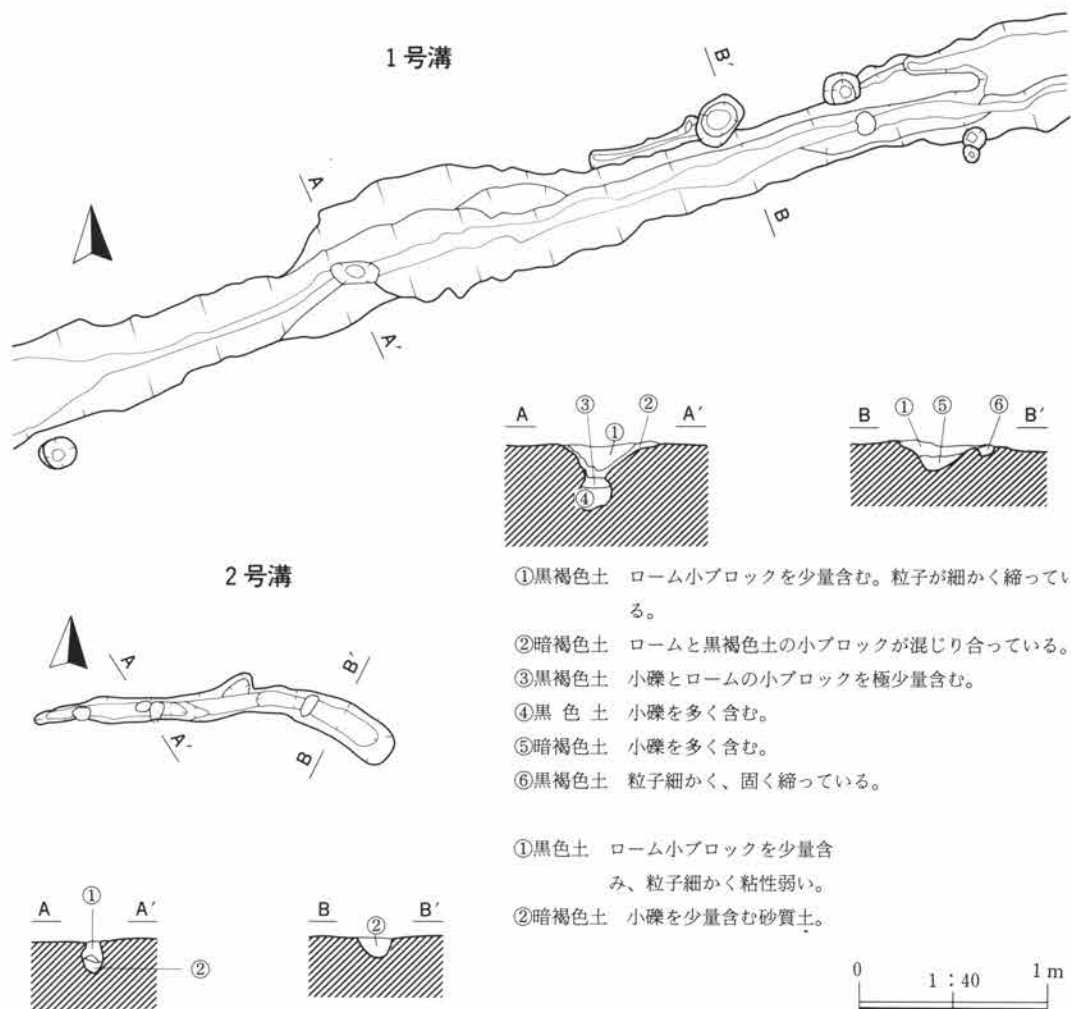 1号溝
B′
A
B
A′
A ③ ② A′
①
④
B ① ⑤ ⑥ B′
①黒褐色土 ローム小ブロックを少量含む。粒子が細かく締ってい
る。
②暗褐色土 ロームと黒褐色土の小ブロックが混じり合っている。
③黒褐色土 小礫とロームの小ブロックを極少量含む。
④黒色土 小礫を多く含む。
⑤暗褐色土 小礫を多く含む。
⑥黒褐色土 粒子細かく、固く締っている。
2号溝
A
B′
A′
B
①黒色土 ローム小ブロックを少量含
み、粒子細かく粘性弱い。
②暗褐色土 小礫を少量含む砂質土。
A ① A′
②
B ② B′
0 1:40 1m